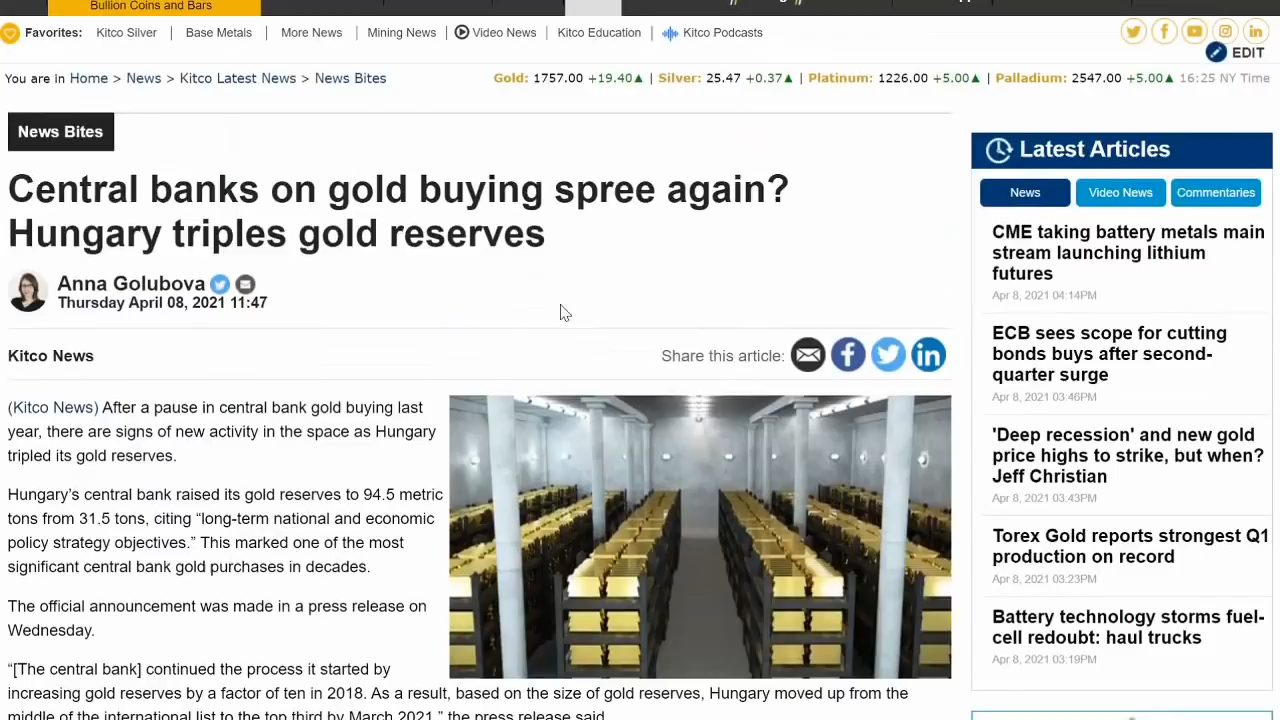 Bullion Coins and Bars
Favorites: Kitco Silver | Base Metals | More News | Mining News | Video News | Kitco Education | Kitco Podcasts
EDIT
You are in Home > News > Kitco Latest News > News Bites
Gold: 1757.00 +19.40▲ | Silver: 25.47 +0.37▲ | Platinum: 1226.00 +5.00▲ | Palladium: 2547.00 +5.00▲ 16:25 NY Time
News Bites
Central banks on gold buying spree again?
Hungary triples gold reserves
Anna Golubova
Thursday April 08, 2021 11:47
Kitco News
Share this article:
(Kitco News) After a pause in central bank gold buying last
year, there are signs of new activity in the space as Hungary
tripled its gold reserves.
Hungary's central bank raised its gold reserves to 94.5 metric
tons from 31.5 tons, citing “long-term national and economic
policy strategy objectives.” This marked one of the most
significant central bank gold purchases in decades.
The official announcement was made in a press release on
Wednesday.
“[The central bank] continued the process it started by
increasing gold reserves by a factor of ten in 2018. As a result, based on the size of gold reserves, Hungary moved up from the
middle of the international list to the top third by March 2021,” the press release said.
Latest Articles
News
Video News
Commentaries
CME taking battery metals main
stream launching lithium
futures
Apr 8, 2021 04:14PM
ECB sees scope for cutting
bonds buys after second-
quarter surge
Apr 8, 2021 03:46PM
'Deep recession' and new gold
price highs to strike, but when?
Jeff Christian
Apr 8, 2021 03:43PM
Torex Gold reports strongest Q1
production on record
Apr 8, 2021 03:23PM
Battery technology storms fuel-
cell redoubt: haul trucks
Apr 8, 2021 03:19PM